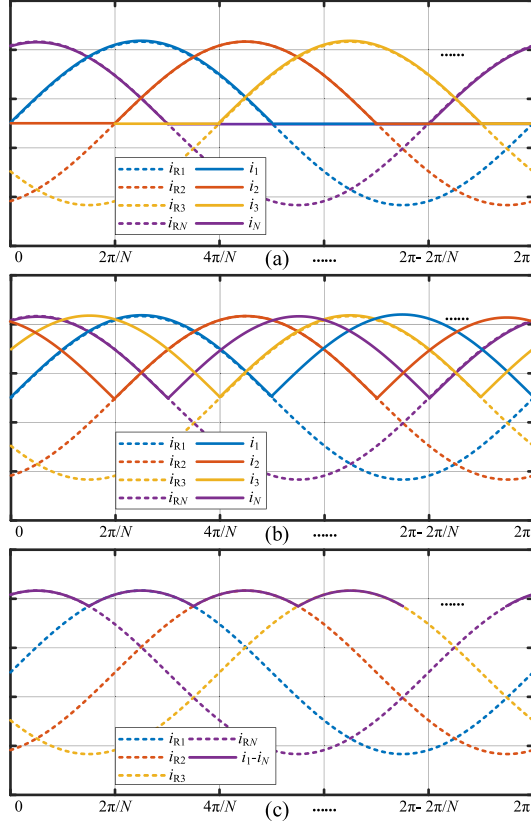 ......
i_R1 i_1
i_R2 i_2
i_R3 i_3
i_RN i_N
0 2π/N 4π/N (a) ...... 2π- 2π/N 2π
......
i_R1 i_1
i_R2 i_2
i_R3 i_3
i_RN i_N
0 2π/N 4π/N (b) ...... 2π- 2π/N 2π
......
i_R1 i_RN
i_R2 i_1-i_N
i_R3
0 2π/N 4π/N (c) ...... 2π- 2π/N 2π